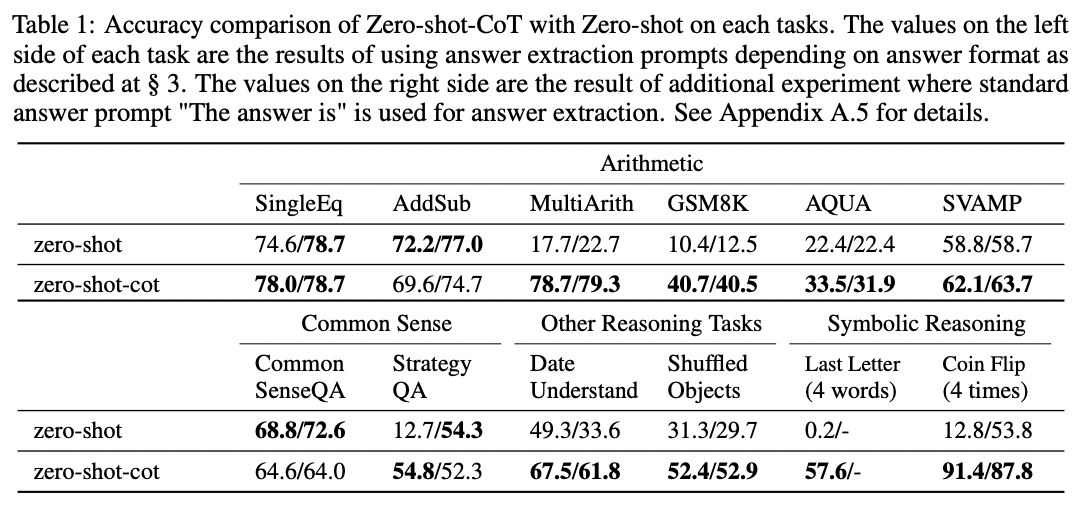 Table 1: Accuracy comparison of Zero-shot-CoT with Zero-shot on each tasks. The values on the left
side of each task are the results of using answer extraction prompts depending on answer format as
described at § 3. The values on the right side are the result of additional experiment where standard
answer prompt "The answer is" is used for answer extraction. See Appendix A.5 for details.
Arithmetic
SingleEq AddSub MultiArith GSM8K AQUA SVAMP
zero-shot 74.6/78.7 72.2/77.0 17.7/22.7 10.4/12.5 22.4/22.4 58.8/58.7
zero-shot-cot 78.0/78.7 69.6/74.7 78.7/79.3 40.7/40.5 33.5/31.9 62.1/63.7
Common Sense Other Reasoning Tasks Symbolic Reasoning
Common Strategy Date Shuffled Last Letter Coin Flip
SenseQA QA Understand Objects (4 words) (4 times)
zero-shot 68.8/72.6 12.7/54.3 49.3/33.6 31.3/29.7 0.2/- 12.8/53.8
zero-shot-cot 64.6/64.0 54.8/52.3 67.5/61.8 52.4/52.9 57.6/- 91.4/87.8